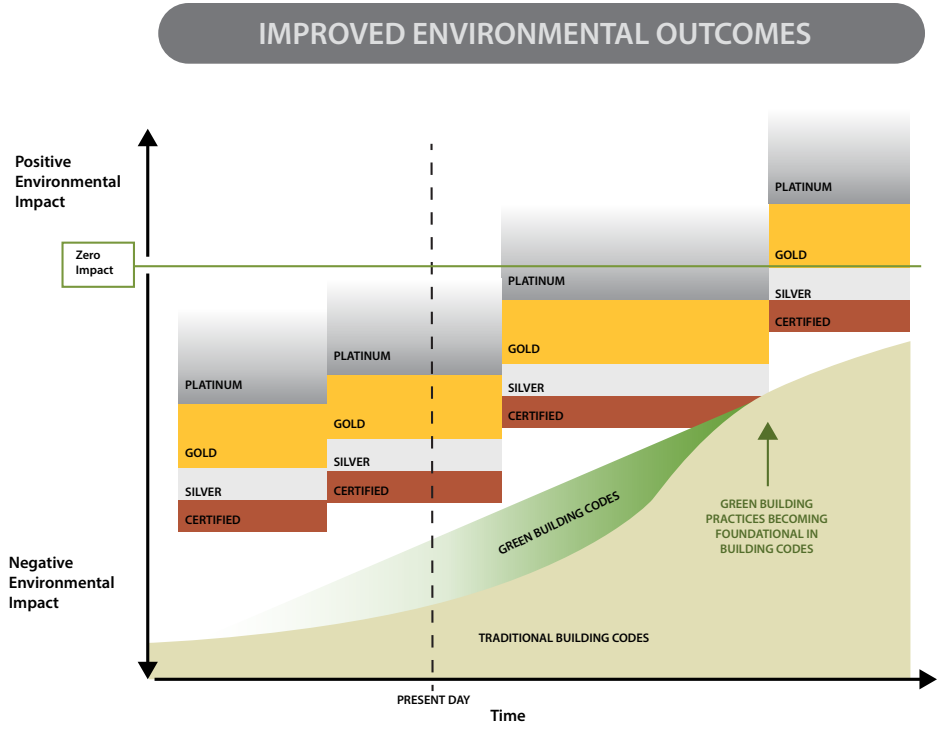 IMPROVED ENVIRONMENTAL OUTCOMES
Positive
Environmental
Impact
Zero
Impact
Negative
Environmental
Impact
PLATINUM
GOLD
SILVER
CERTIFIED
PLATINUM
GOLD
SILVER
CERTIFIED
PLATINUM
GOLD
SILVER
CERTIFIED
PLATINUM
GOLD
SILVER
CERTIFIED
GREEN BUILDING CODES
GREEN BUILDING
PRACTICES BECOMING
FOUNDATIONAL IN
BUILDING CODES
TRADITIONAL BUILDING CODES
PRESENT DAY
Time